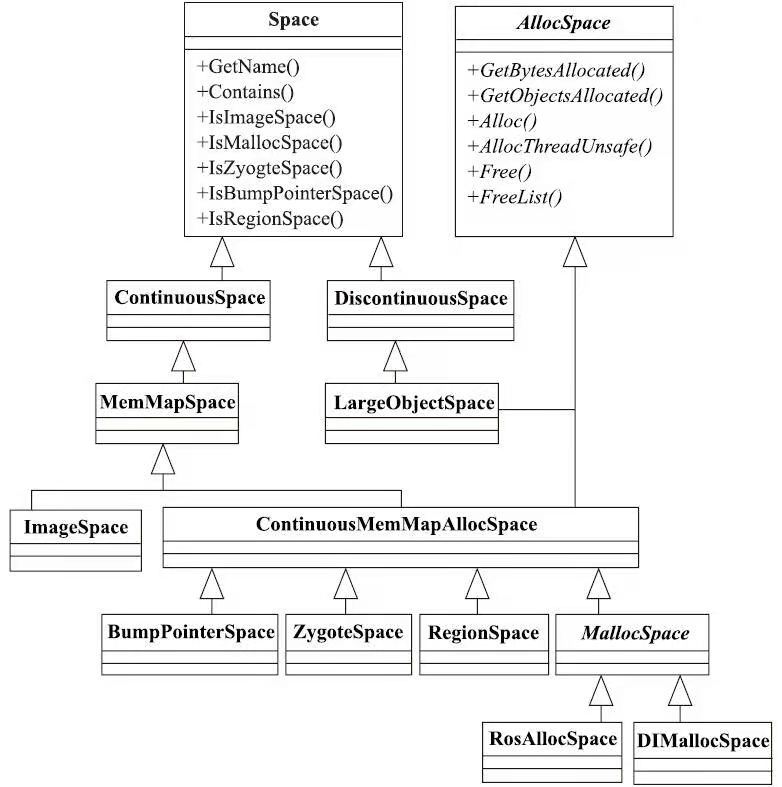 Space
+GetName()
+Contains()
+IsImageSpace()
+IsMallocSpace()
+IsZyogteSpace()
+IsBumpPointerSpace()
+IsRegionSpace()
AllocSpace
+GetBytesAllocated()
+GetObjectsAllocated()
+Alloc()
+AllocThreadUnsafe()
+Free()
+FreeList()
ContinuousSpace
DiscontinuousSpace
MemMapSpace
LargeObjectSpace
ImageSpace
ContinuousMemMapAllocSpace
BumpPointerSpace
ZygoteSpace
RegionSpace
MallocSpace
RosAllocSpace
DIMallocSpace